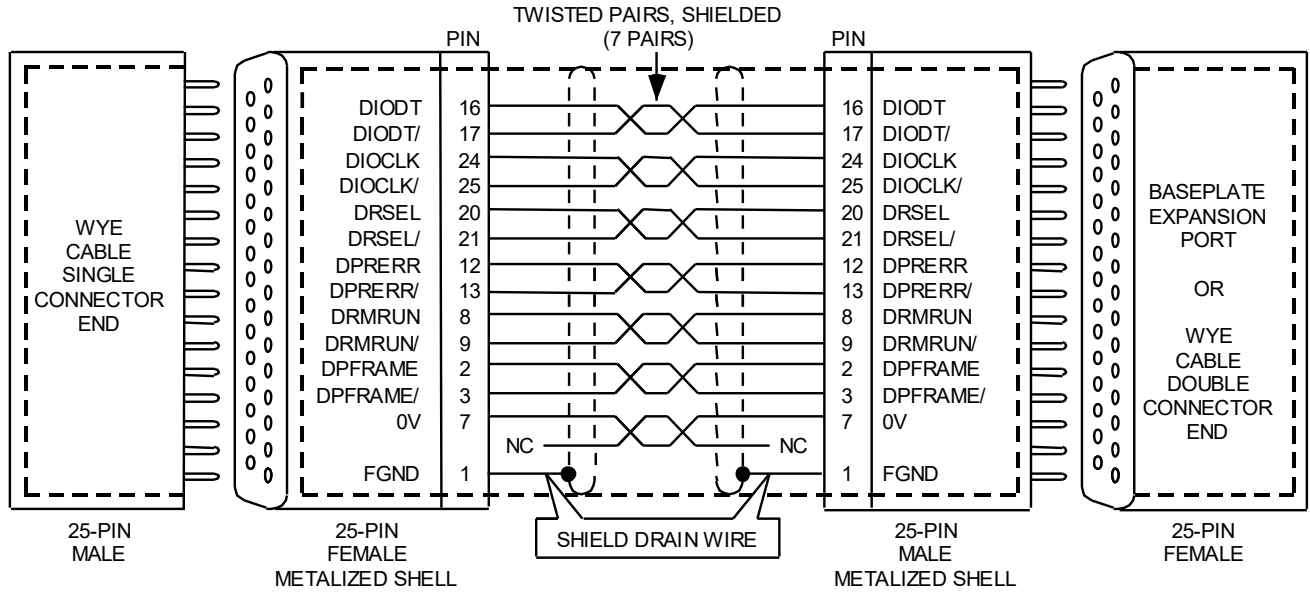 TWISTED PAIRS, SHIELDED
(7 PAIRS)
PIN
PIN
DIODT 16
16 DIODT
DIODT/ 17
17 DIODT/
DIOCLK 24
24 DIOCLK
DIOCLK/ 25
25 DIOCLK/
DRSEL 20
20 DRSEL
DRSEL/ 21
21 DRSEL/
DPRERR 12
12 DPRERR
DPRERR/ 13
13 DPRERR/
DRMRUN 8
8 DRMRUN
DRMRUN/ 9
9 DRMRUN/
DPFRAME 2
2 DPFRAME
DPFRAME/ 3
3 DPFRAME/
0V 7
7 0V
NC
NC
FGND 1
1 FGND
WYE
CABLE
SINGLE
CONNECTOR
END
BASEPLATE
EXPANSION
PORT
OR
WYE
CABLE
DOUBLE
CONNECTOR
END
SHIELD DRAIN WIRE
25-PIN
MALE
25-PIN
FEMALE
METALIZED SHELL
25-PIN
MALE
METALIZED SHELL
25-PIN
FEMALE